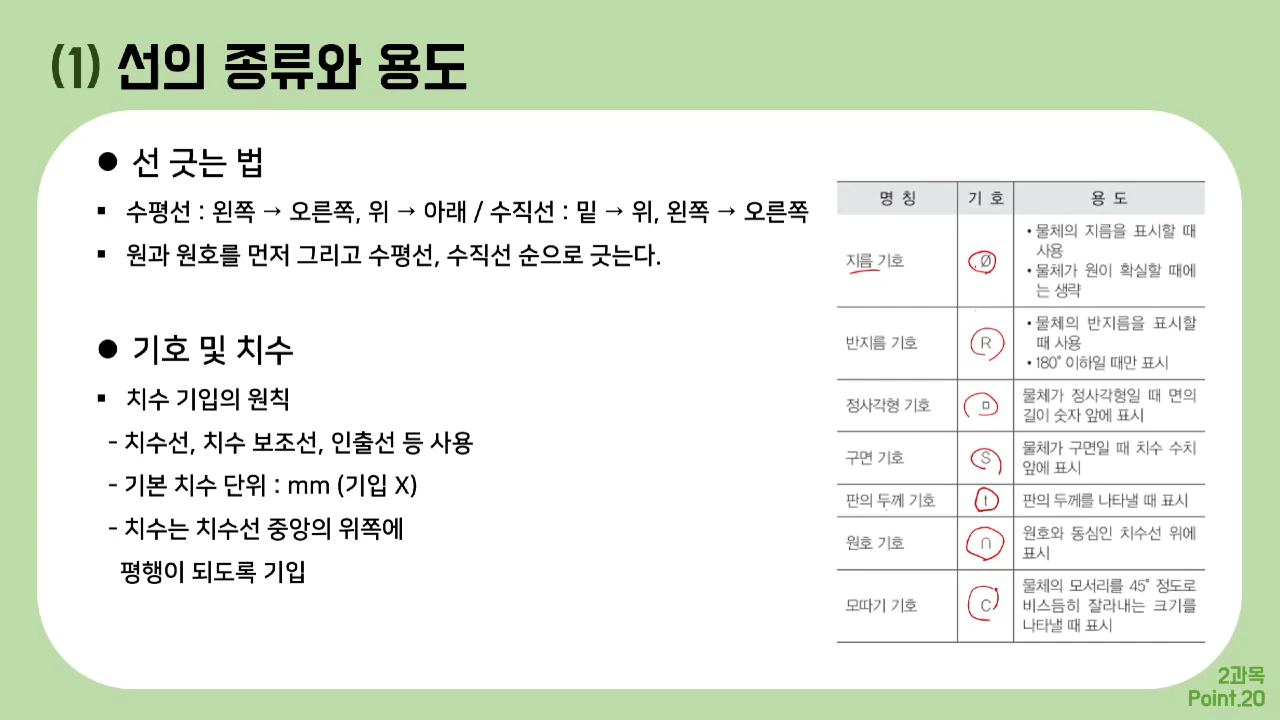 (1) 선의 종류와 용도
● 선 긋는 법
▪ 수평선 : 왼쪽 → 오른쪽, 위 → 아래 / 수직선 : 밑 → 위, 왼쪽 → 오른쪽
▪ 원과 원호를 먼저 그리고 수평선, 수직선 순으로 긋는다.
● 기호 및 치수
▪ 치수 기입의 원칙
- 치수선, 치수 보조선, 인출선 등 사용
- 기본 치수 단위 : mm (기입 X)
- 치수는 치수선 중앙의 위쪽에
평행이 되도록 기입
명 칭 기 호 용 도
지름 기호 Ø
• 물체의 지름을 표시할 때
사용
• 물체가 원이 확실할 때에
는 생략
반지름 기호 R
• 물체의 반지름을 표시할
때 사용
• 180° 이하일 때만 표시
정사각형 기호 □
물체가 정사각형일 때 면의
길이 숫자 앞에 표시
구면 기호 S
물체가 구면일 때 치수 수치
앞에 표시
판의 두께 기호 t 판의 두께를 나타낼 때 표시
원호 기호 ∩
원호와 동심인 치수선 위에
표시
모따기 기호 C
물체의 모서리를 45° 정도로
비스듬히 잘라내는 크기를
나타낼 때 표시
2과목
Point.20